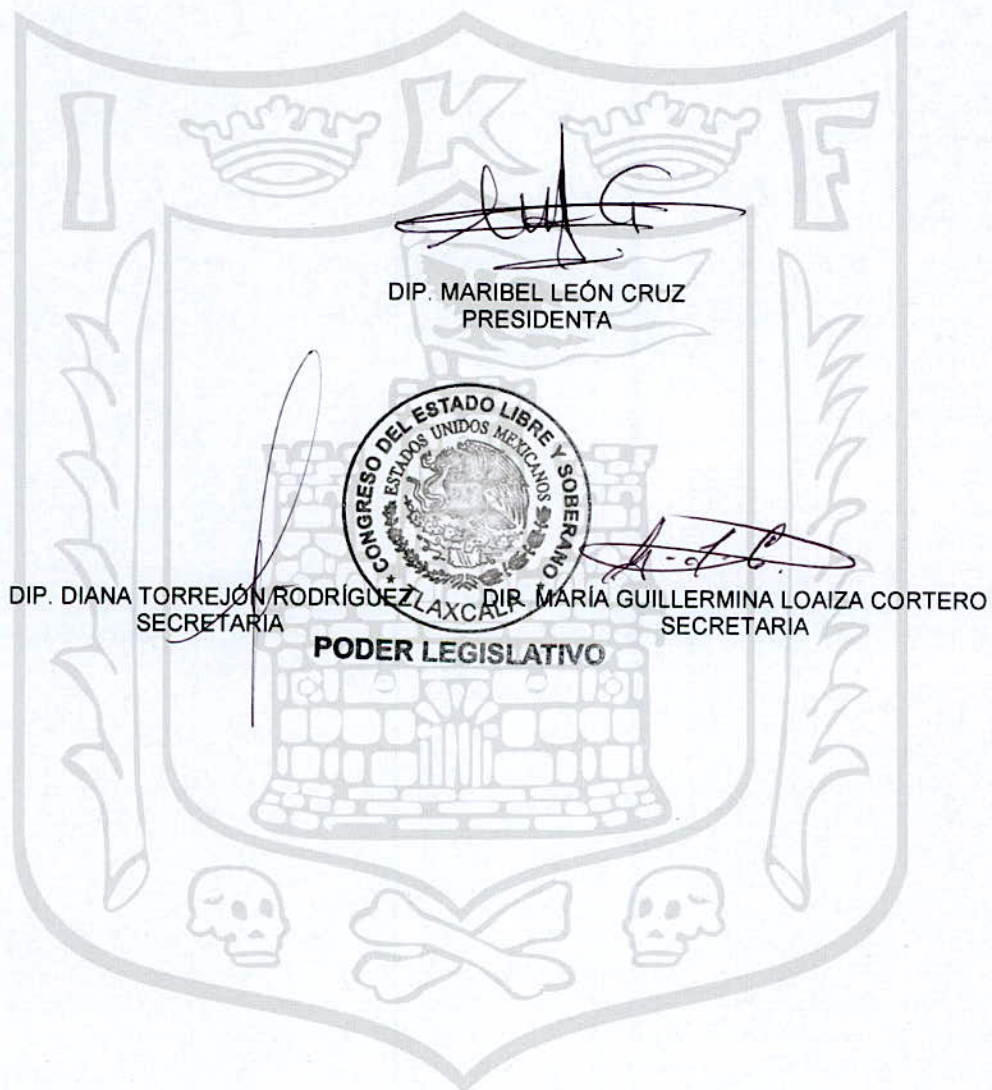 I K F
DIP. MARIBEL LEÓN CRUZ
PRESIDENTA
CONGRESO DEL ESTADO LIBRE Y SOBERANO
ESTADOS UNIDOS MEXICANOS
TLAXCALA
DIP. DIANA TORREJÓN RODRÍGUEZ
SECRETARIA
DIP. MARÍA GUILLERMINA LOAIZA CORTERO
SECRETARIA
PODER LEGISLATIVO